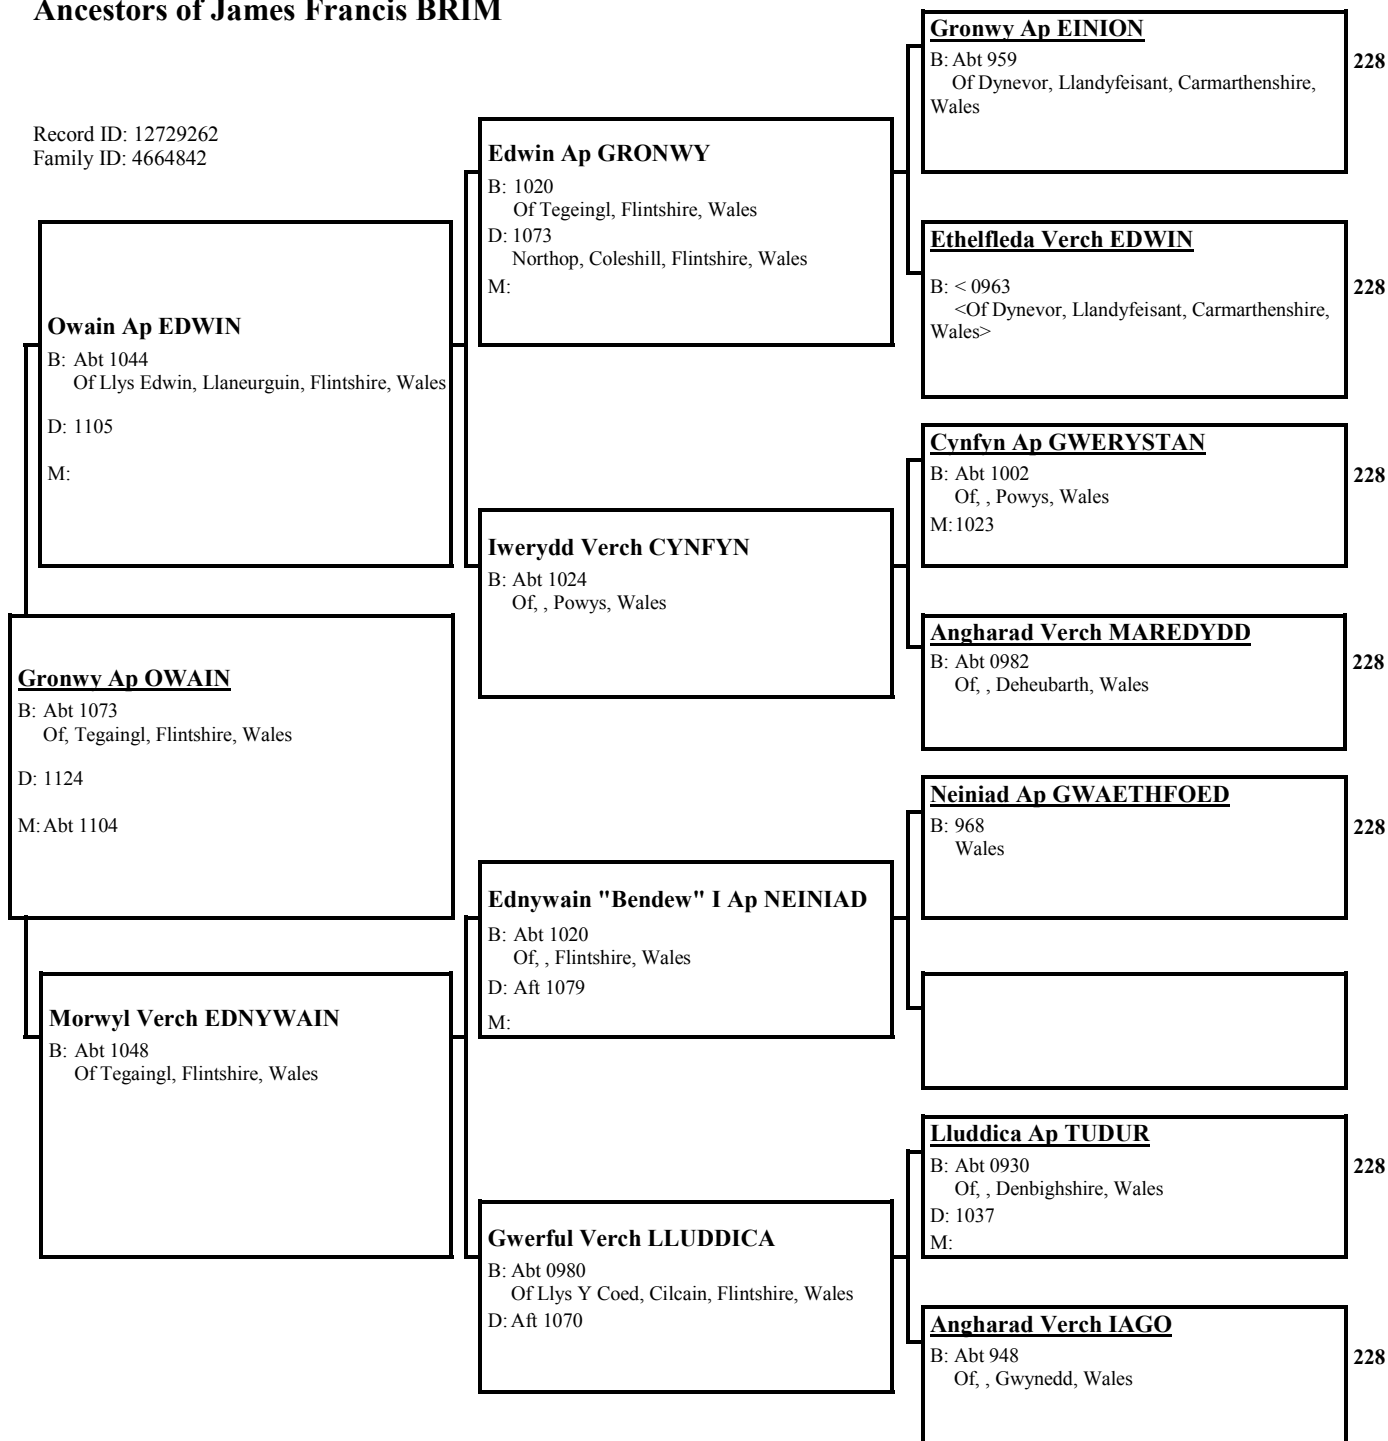 Ancestors of James Francis BRIM
Record ID: 12729262
Family ID: 4664842
Gronwy Ap OWAIN
B: Abt 1073
Of, Tegaingl, Flintshire, Wales
D: 1124
M: Abt 1104
Owain Ap EDWIN
B: Abt 1044
Of Llys Edwin, Llaneurguin, Flintshire, Wales
D: 1105
M:
Morwyl Verch EDNYWAIN
B: Abt 1048
Of Tegaingl, Flintshire, Wales
Edwin Ap GRONWY
B: 1020
Of Tegeingl, Flintshire, Wales
D: 1073
Northop, Coleshill, Flintshire, Wales
M:
Iwerydd Verch CYNFYN
B: Abt 1024
Of, , Powys, Wales
Ednywain "Bendew" I Ap NEINIAD
B: Abt 1020
Of, , Flintshire, Wales
D: Aft 1079
M:
Gwerful Verch LLUDDICA
B: Abt 0980
Of Llys Y Coed, Cilcain, Flintshire, Wales
D: Aft 1070
Gronwy Ap EINION
B: Abt 959
Of Dynevor, Llandyfeisant, Carmarthenshire,
Wales
228
Ethelfleda Verch EDWIN
B: < 0963
<Of Dynevor, Llandyfeisant, Carmarthenshire,
Wales>
228
Cynfyn Ap GWERYSTAN
B: Abt 1002
Of, , Powys, Wales
M: 1023
228
Angharad Verch MAREDYDD
B: Abt 0982
Of, , Deheubarth, Wales
228
Neiniad Ap GWAETHFOED
B: 968
Wales
228
Lluddica Ap TUDUR
B: Abt 0930
Of, , Denbighshire, Wales
D: 1037
M:
228
Angharad Verch IAGO
B: Abt 948
Of, , Gwynedd, Wales
228